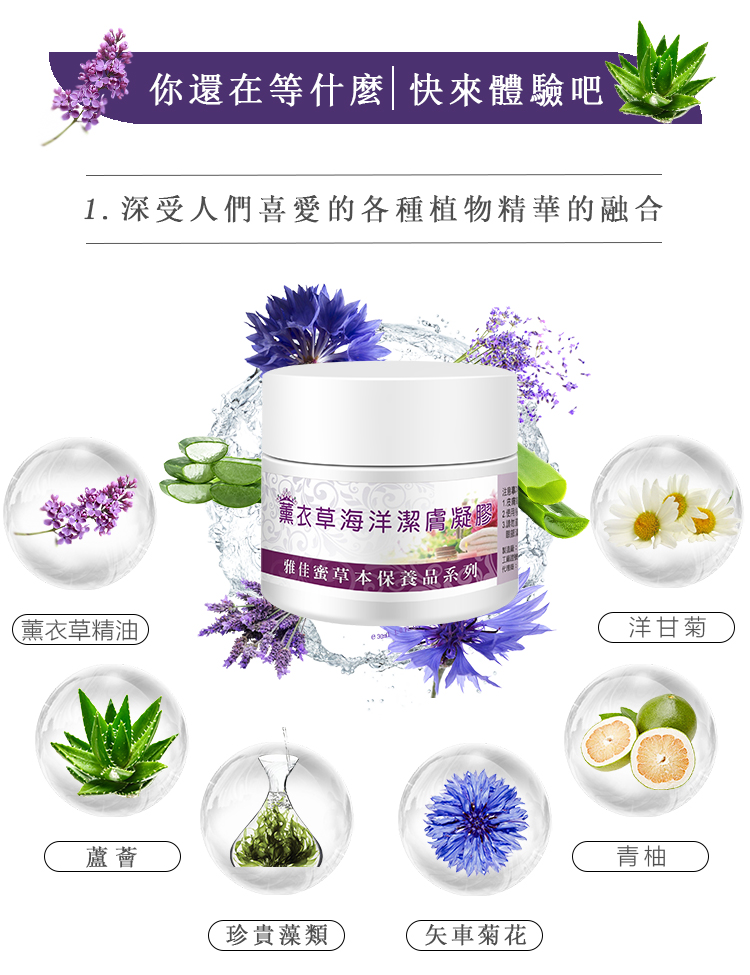 你還在等什麼|快來體驗吧
1. 深受人們喜愛的各種植物精華的融合
薰衣草海洋潔膚凝膠
雅佳蜜草本保養品系列
薰衣草精油
洋甘菊
蘆薈
青柚
珍貴藻類
矢車菊花